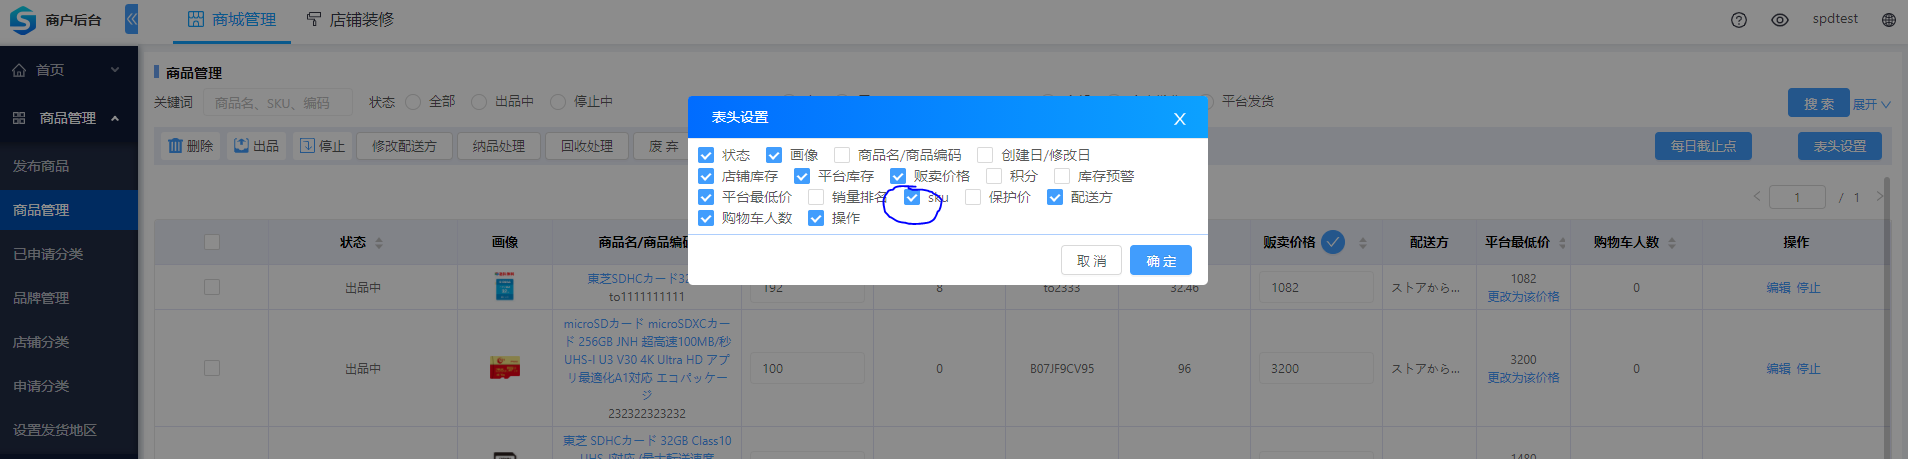 商户后台
商城管理
店铺装修
spdtest
首页
商品管理
发布商品
商品管理
已申请分类
品牌管理
店铺分类
申请分类
设置发货地区
商品管理
关键词 商品名、SKU、编码 状态 全部 出品中 停止中 平台发货
搜 索 展开
删除 出品 停止 修改配送方 纳品处理 回收处理 废 弃 每日截止点 表头设置
1 / 1
表头设置 X
状态 画像 商品名/商品编码 创建日/修改日
店铺库存 平台库存 贩卖价格 积分 库存预警
平台最低价 销量排名 sku 保护价 配送方
购物车人数 操作
取 消 确 定
状态 画像 商品名/商品编码 贩卖价格 配送方 平台最低价 购物车人数 操作
出品中
東芝SDHCカード32
to1111111111
192 8 to2333 32.46 1082 ストアから...
1082
更改为该价格
0 编辑 停止
出品中
microSDカード microSDXCカー
ド 256GB JNH 超高速100MB/秒
UHS-I U3 V30 4K Ultra HD アプ
リ最適化A1対応 エコパッケー
ジ
232322323232
100 0 B07JF9CV95 96 3200 ストアから...
3200
更改为该价格
0 编辑 停止
東芝 SDHCカード 32GB Class10
UHS-I対応 (最大転送速度
1480